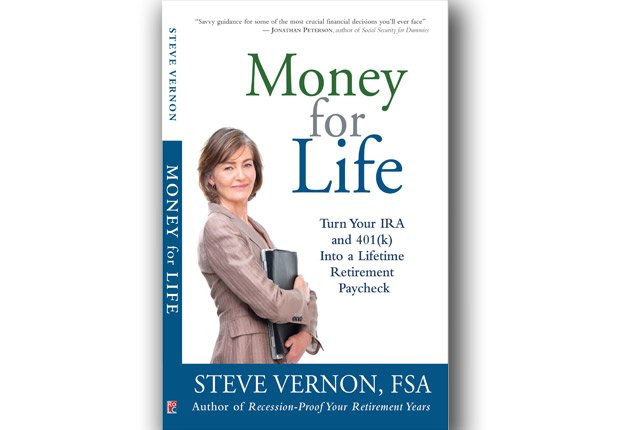 "Savvy guidance for some of the most crucial financial decisions you'll ever face"
— JONATHAN PETERSON, author of Social Security for Dummies
Money
for
Life
Turn Your IRA
and 401(k)
Into a Lifetime
Retirement
Paycheck
STEVE VERNON, FSA
Author of Recession-Proof Your Retirement Years
STEVE VERNON
MONEY for LIFE